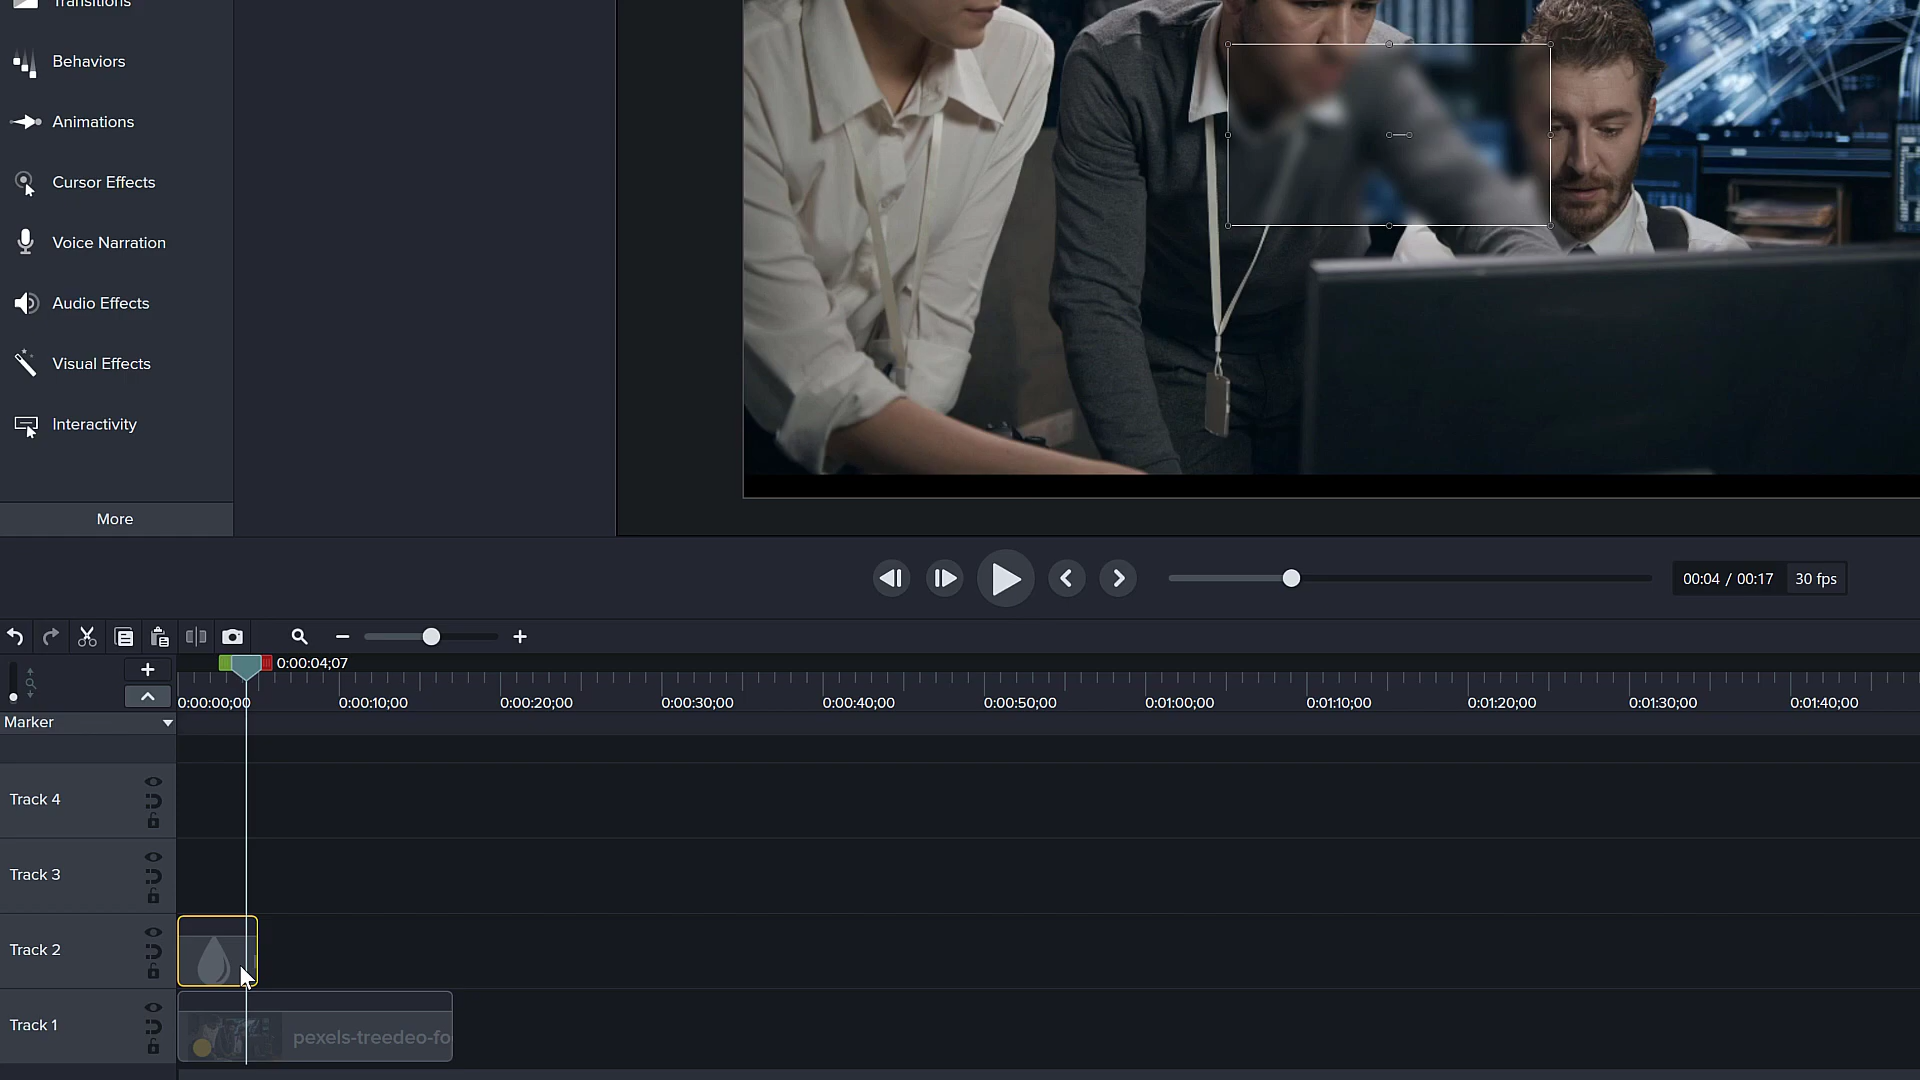 Transitions
Behaviors
Animations
Cursor Effects
Voice Narration
Audio Effects
Visual Effects
Interactivity
More
00:04 / 00:17 30 fps
0:00:04;07
0:00:00;00 0:00:10;00 0:00:20;00 0:00:30;00 0:00:40;00 0:00:50;00 0:01:00;00 0:01:10;00 0:01:20;00 0:01:30;00 0:01:40;00
Marker
Track 4
Track 3
Track 2
Track 1
pexels-treedeo-fo